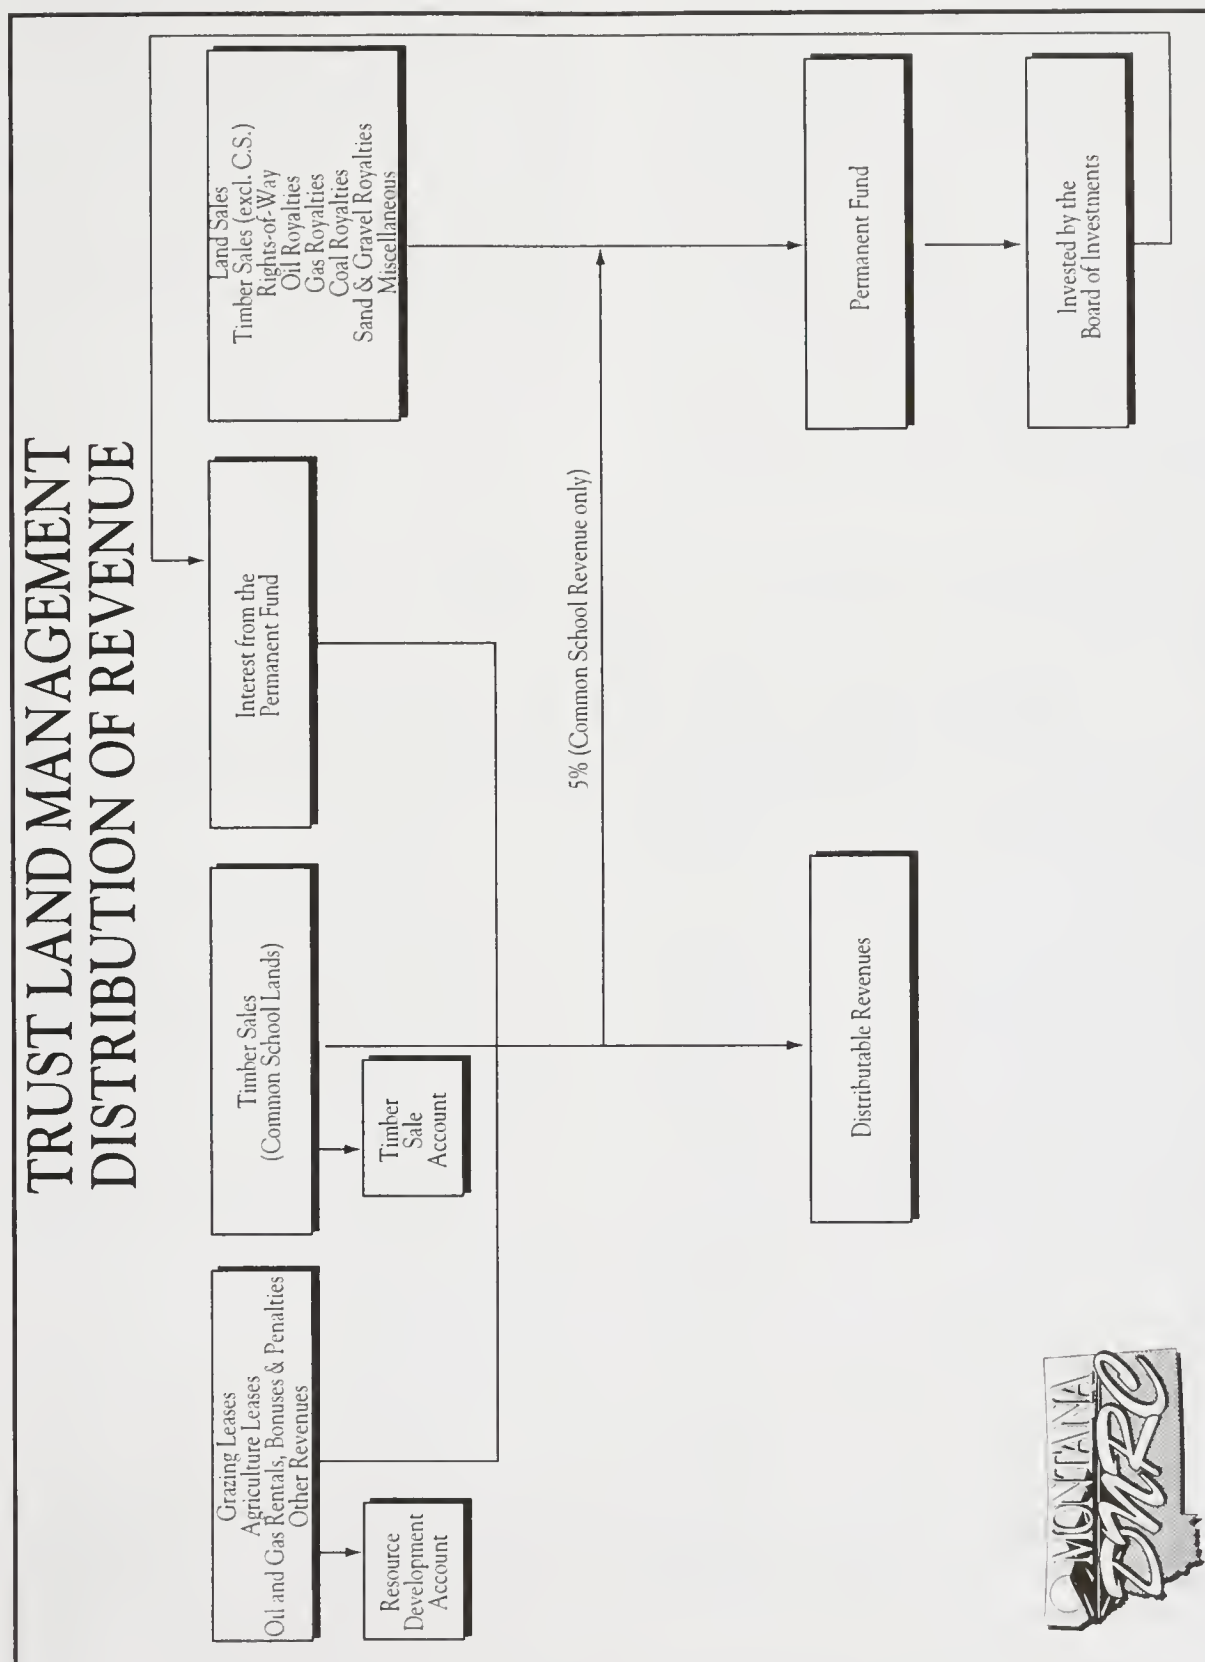 TRUST LAND MANAGEMENT
DISTRIBUTION OF REVENUE
Grazing Leases
Agriculture Leases
Oil and Gas Rentals, Bonuses & Penalties
Other Revenues
Timber Sales
(Common School Lands)
Interest from the
Permanent Fund
Land Sales
Timber Sales (excl. C.S.)
Rights-of-Way
Oil Royalties
Gas Royalties
Coal Royalties
Sand & Gravel Royalties
Miscellaneous
Resource
Development
Account
Timber
Sale
Account
5% (Common School Revenue only)
Distributable Revenues
Permanent Fund
Invested by the
Board of Investments
MONTANA
DNRC